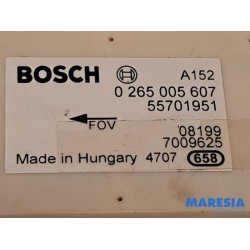 BOSCH A152
0 265 005 607
55701951
FOV
08199
7009625
Made in Hungary 4707 658
MARESIA